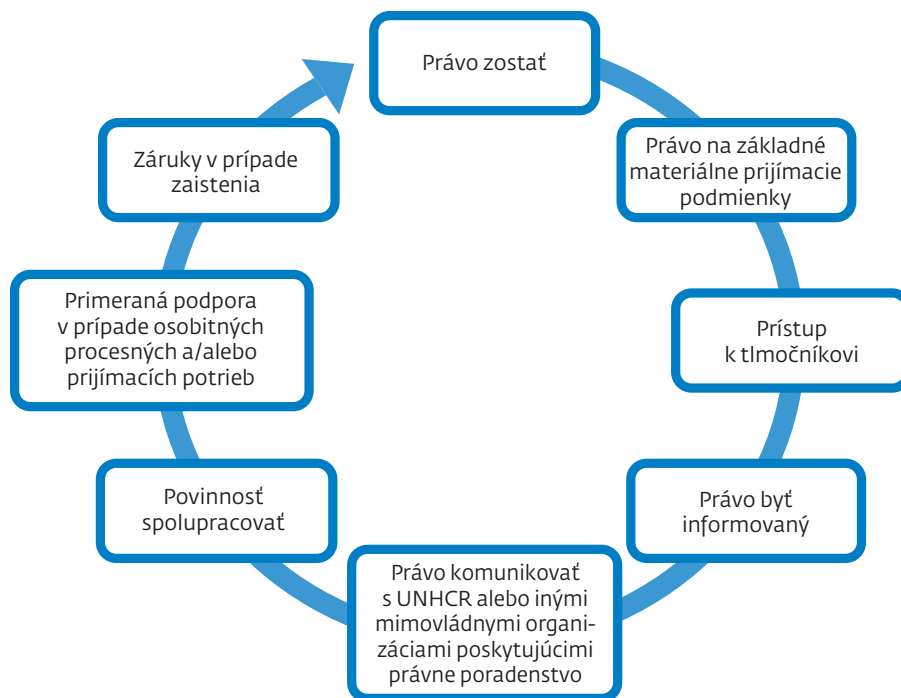 Právo zostať
Právo na základné
materiálne prijímacie
podmienky
Prístup
k tlmočníkovi
Právo byť
informovaný
Právo komunikovať
s UNHCR alebo inými
mimovládnymi organi-
záciami poskytujúcimi
právne poradenstvo
Povinnosť
spolupracovať
Primeraná podpora
v prípade osobitných
procesných a/alebo
prijímacích potrieb
Záruky v prípade
zaistenia